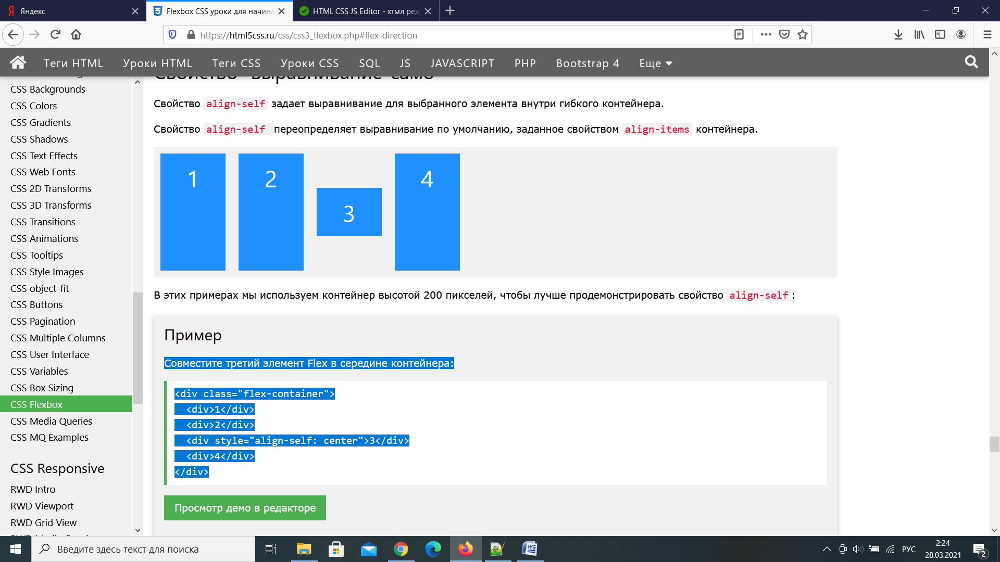 Яндекс
Flexbox CSS уроки для начина
HTML CSS JS Editor - хтмл ред
https://html5css.ru/css/css3_flexbox.php#flex-direction
Теги HTML Уроки HTML Теги CSS Уроки CSS SQL JS JAVASCRIPT PHP Bootstrap 4 Еще
CSS Backgrounds
CSS Colors
CSS Gradients
CSS Shadows
CSS Text Effects
CSS Web Fonts
CSS 2D Transforms
CSS 3D Transforms
CSS Transitions
CSS Animations
CSS Tooltips
CSS Style Images
CSS object-fit
CSS Buttons
CSS Pagination
CSS Multiple Columns
CSS User Interface
CSS Variables
CSS Box Sizing
CSS Flexbox
CSS Media Queries
CSS MQ Examples
CSS Responsive
RWD Intro
RWD Viewport
RWD Grid View
Свойство "выравнивание-само"
Свойство align-self задает выравнивание для выбранного элемента внутри гибкого контейнера.
Свойство align-self переопределяет выравнивание по умолчанию, заданное свойством align-items контейнера.
1
2
3
4
В этих примерах мы используем контейнер высотой 200 пикселей, чтобы лучше продемонстрировать свойство align-self:
Пример
Совместите третий элемент Flex в середине контейнера:
<div class="flex-container">
  <div>1</div>
  <div>2</div>
  <div style="align-self: center">3</div>
  <div>4</div>
</div>
Просмотр демо в редакторе
Введите здесь текст для поиска
РУС
2:24
28.03.2021
2